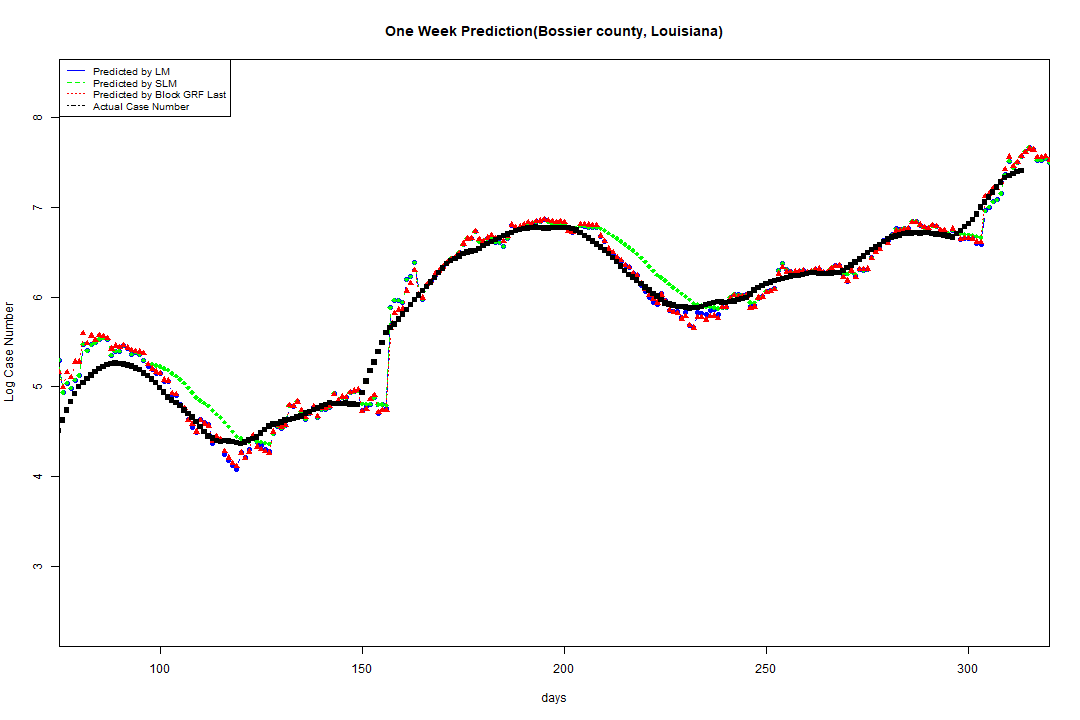 One Week Prediction(Bossier county, Louisiana)
Predicted by LM
Predicted by SLM
Predicted by Block GRF Last
Actual Case Number
8
7
6
5
4
3
Log Case Number
100 150 200 250 300
days